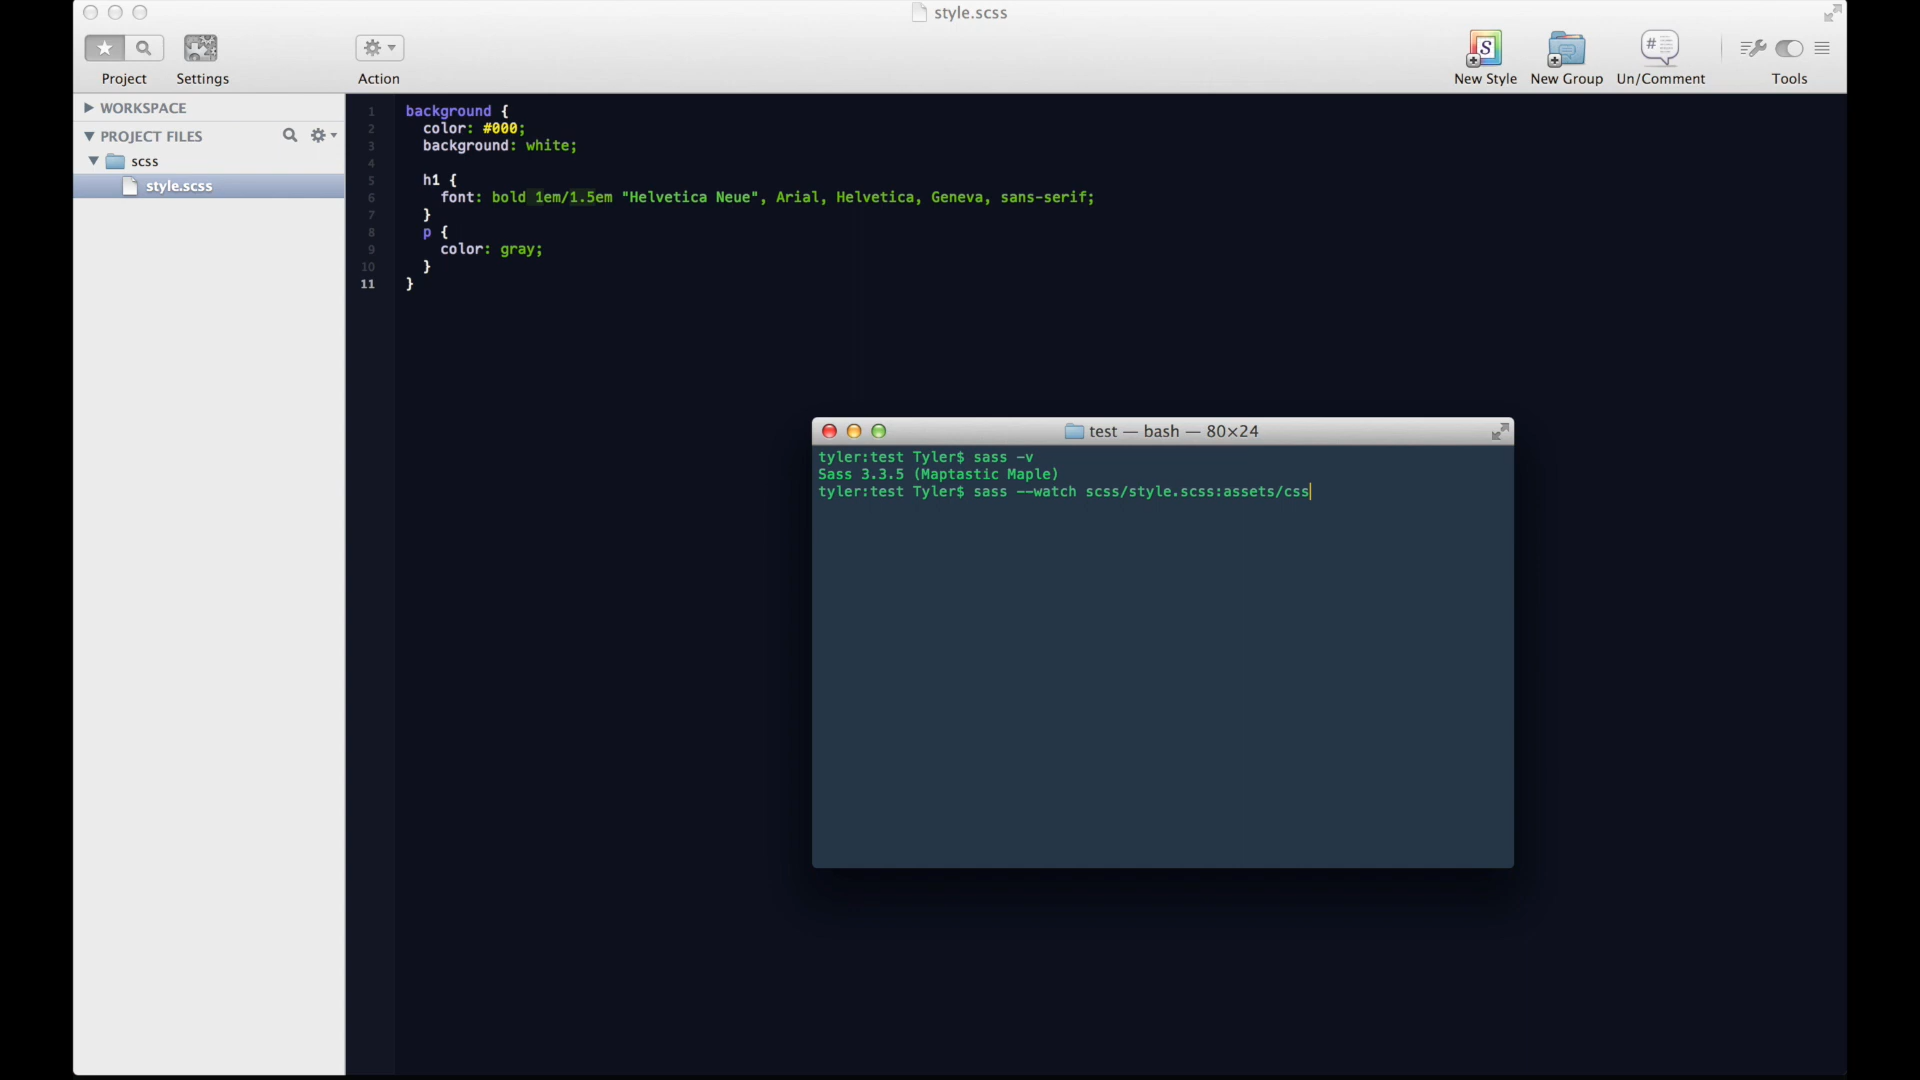 style.scss
Project
Settings
Action
New Style
New Group
Un/Comment
Tools
WORKSPACE
PROJECT FILES
scss
style.scss
1 background {
2 color: #000;
3 background: white;
4
5 h1 {
6 font: bold 1em/1.5em "Helvetica Neue", Arial, Helvetica, Geneva, sans-serif;
7 }
8 p {
9 color: gray;
10 }
11 }
test — bash — 80×24
tyler:test Tyler$ sass -v
Sass 3.3.5 (Maptastic Maple)
tyler:test Tyler$ sass --watch scss/style.scss:assets/css